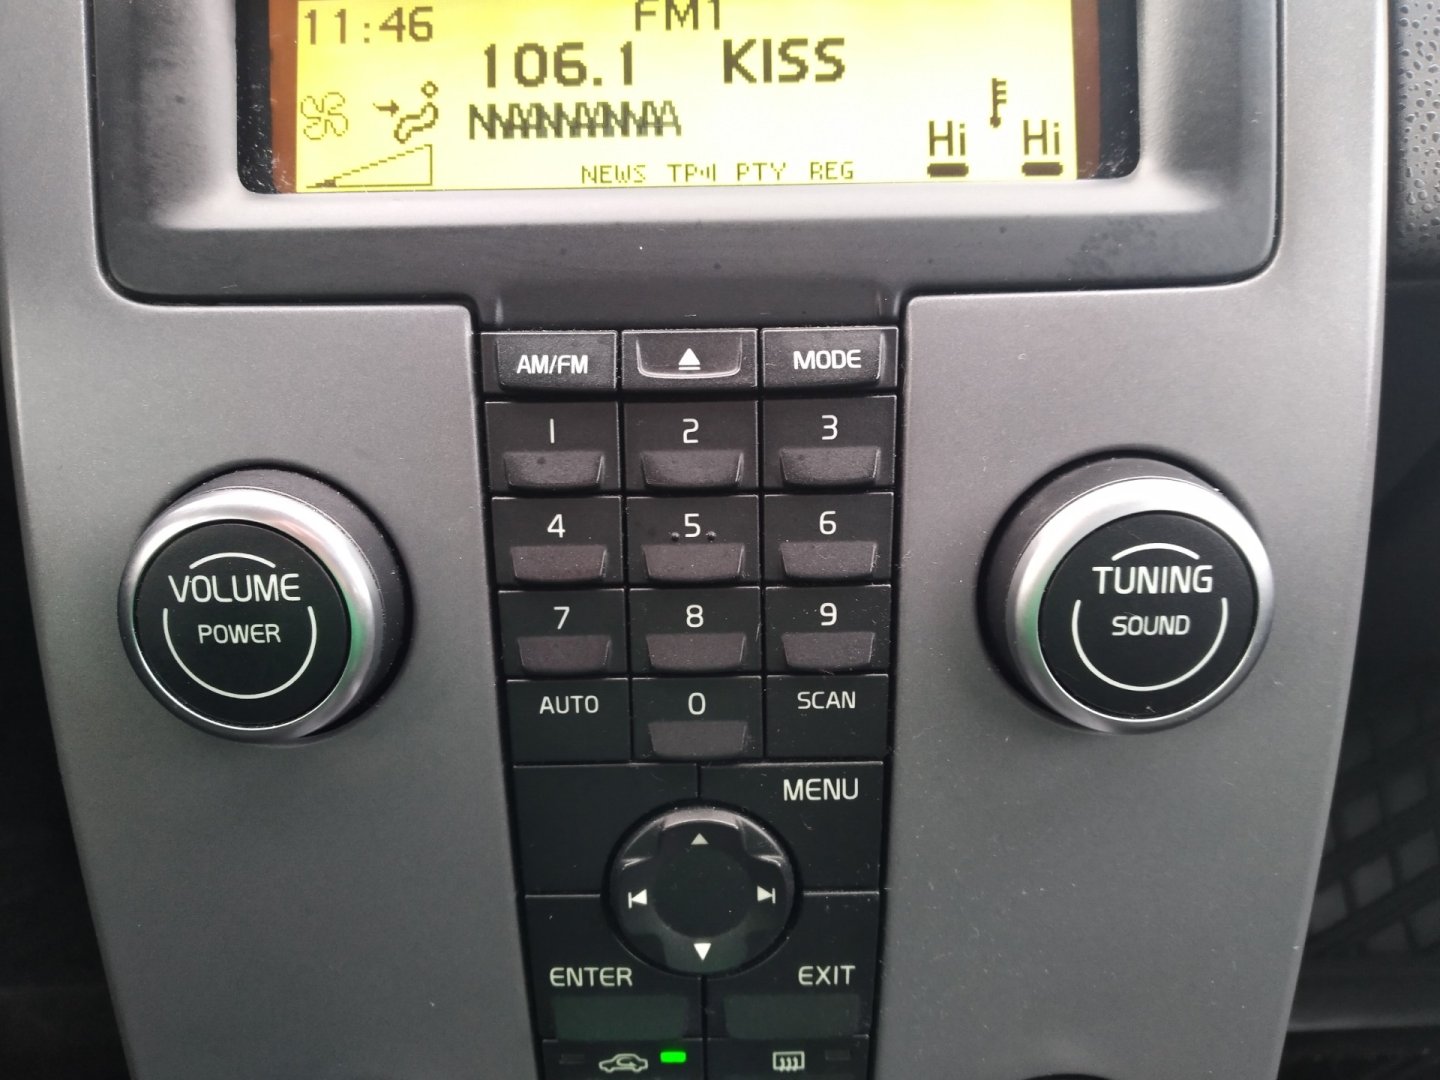 11:46 FM1
106.1 KISS
Hi Hi
NEWS TP PTY REG
AM/FM MODE
1 2 3
4 5 6
7 8 9
AUTO 0 SCAN
VOLUME
POWER
TUNING
SOUND
MENU
ENTER EXIT